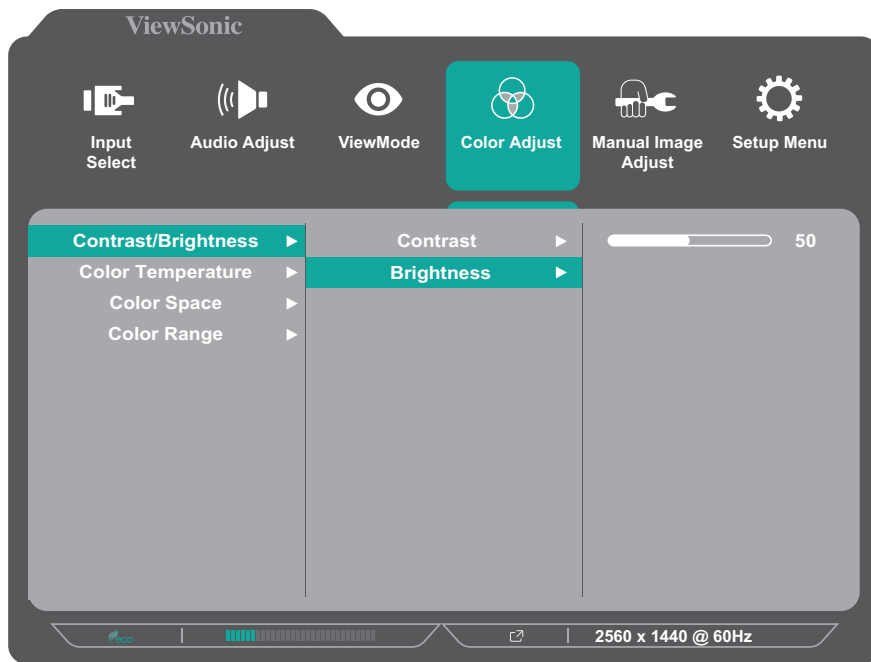 ViewSonic
Input
Select
Audio Adjust
ViewMode
Color Adjust
Manual Image
Adjust
Setup Menu
Contrast/Brightness
Contrast
50
Color Temperature
Brightness
Color Space
Color Range
eco
2560 x 1440 @ 60Hz